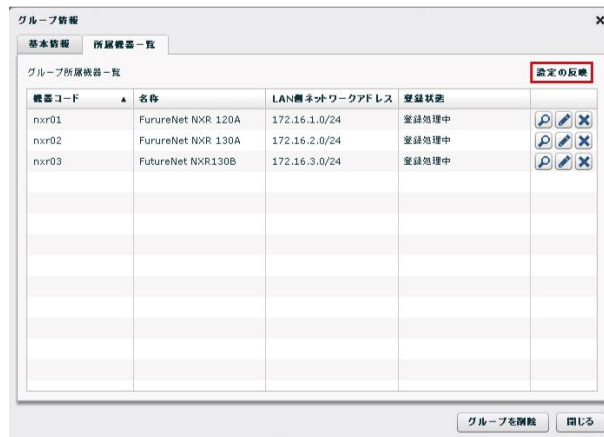 グループ情報
基本情報 所属機器一覧
グループ所属機器一覧 設定の反映
機器コード ▲ 名称 LAN側ネットワークアドレス 登録状態
nxr01 FurureNet NXR 120A 172.16.1.0/24 登録処理中
nxr02 FurureNet NXR 130A 172.16.2.0/24 登録処理中
nxr03 FutureNet NXR130B 172.16.3.0/24 登録処理中
グループを削除 閉じる